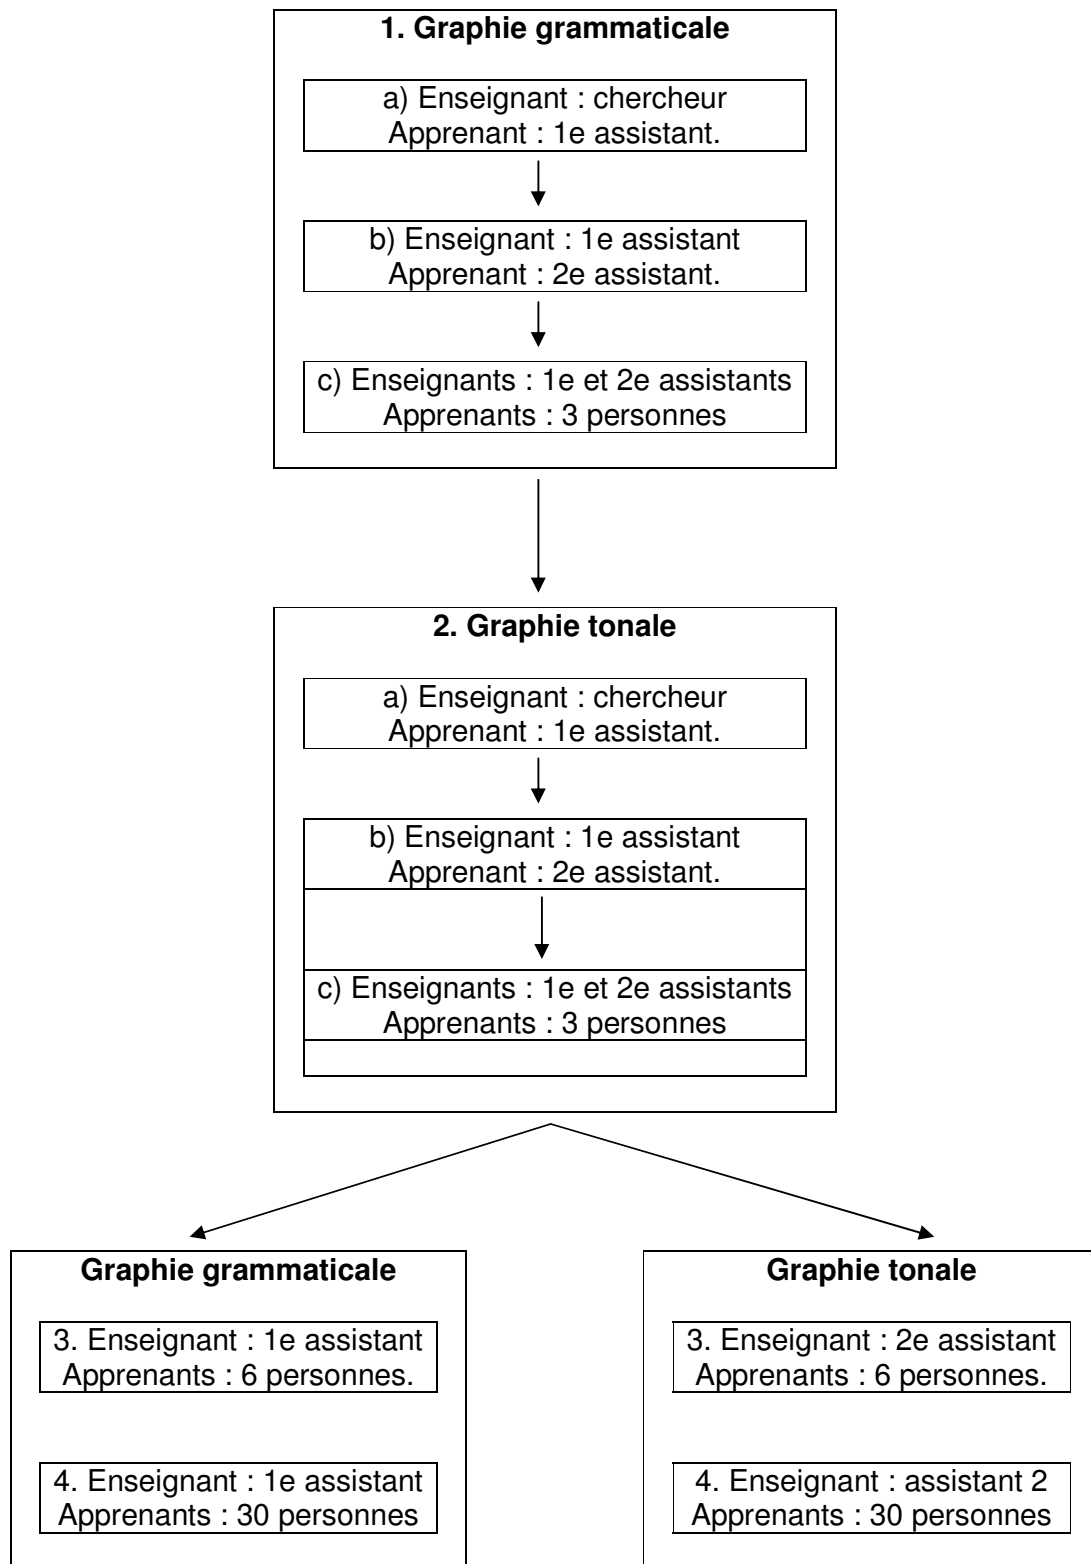 1. Graphie grammaticale
a) Enseignant : chercheur
Apprenant : 1e assistant.
b) Enseignant : 1e assistant
Apprenant : 2e assistant.
c) Enseignants : 1e et 2e assistants
Apprenants : 3 personnes
2. Graphie tonale
a) Enseignant : chercheur
Apprenant : 1e assistant.
b) Enseignant : 1e assistant
Apprenant : 2e assistant.
c) Enseignants : 1e et 2e assistants
Apprenants : 3 personnes
Graphie grammaticale
3. Enseignant : 1e assistant
Apprenants : 6 personnes.
4. Enseignant : 1e assistant
Apprenants : 30 personnes
Graphie tonale
3. Enseignant : 2e assistant
Apprenants : 6 personnes.
4. Enseignant : assistant 2
Apprenants : 30 personnes